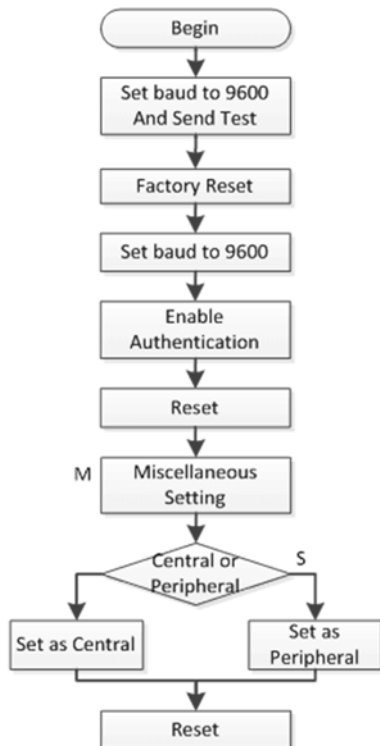 Begin
Set baud to 9600
And Send Test
Factory Reset
Set baud to 9600
Enable
Authentication
Reset
M
Miscellaneous
Setting
Central or
Peripheral
S
Set as Central
Set as
Peripheral
Reset